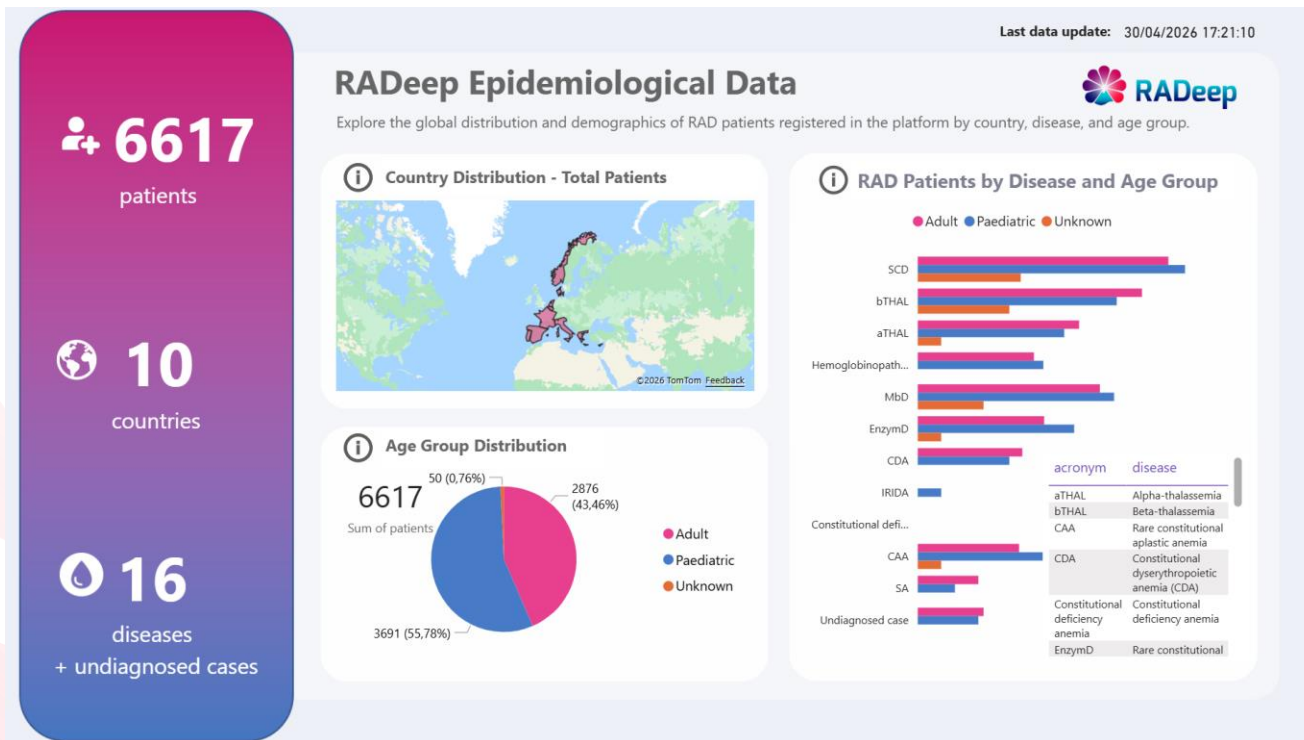 Last data update: 30/04/2026 17:21:10
6617
patients
10
countries
16
diseases
+ undiagnosed cases
RADeep Epidemiological Data
RADeep
Explore the global distribution and demographics of RAD patients registered in the platform by country, disease, and age group.
Country Distribution - Total Patients
©2026 TomTom Feedback
Age Group Distribution
6617
Sum of patients
50 (0,76%)
2876
(43,46%)
3691 (55,78%)
Adult
Paediatric
Unknown
RAD Patients by Disease and Age Group
Adult Paediatric Unknown
SCD
bTHAL
aTHAL
Hemoglobinopath...
MbD
EnzymD
CDA
IRIDA
Constitutional defi...
CAA
SA
Undiagnosed case
acronym disease
aTHAL Alpha-thalassemia
bTHAL Beta-thalassemia
CAA Rare constitutional
aplastic anemia
CDA Constitutional
dyserythropoietic
anemia (CDA)
Constitutional Constitutional
deficiency deficiency anemia
anemia
EnzymD Rare constitutional